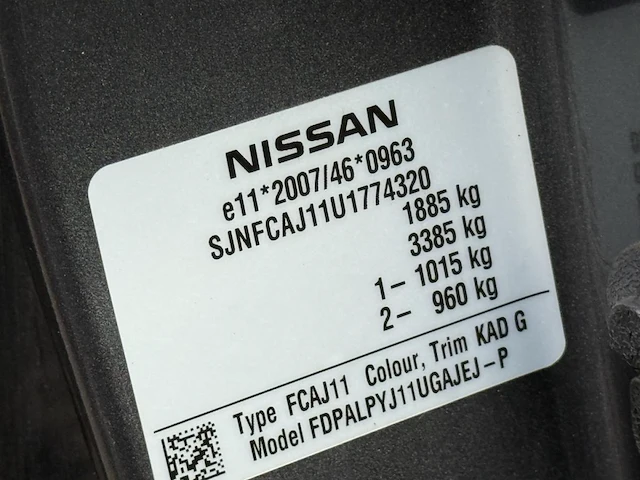 NISSAN
e11*2007/46*0963
SJNFCAJ11U1774320
1885 kg
3385 kg
1– 1015 kg
2– 960 kg
Type FCAJ11 Colour, Trim KAD G
Model FDPALPYJ11UGAJEJ–P